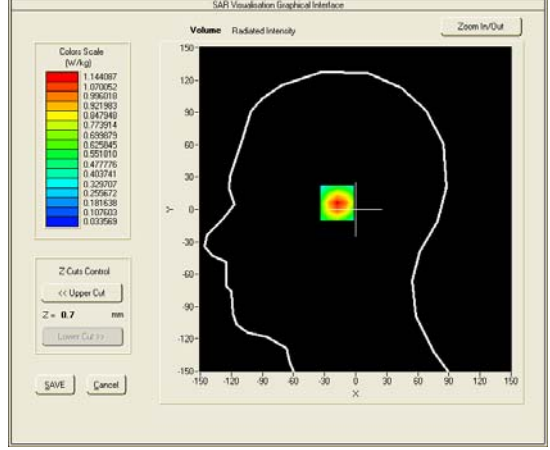 SAR Visualisation Graphical Interface
Volume Radiated Intensity
Zoom In/Out
Colors Scale
(W/kg)
1.144087
1.070052
0.996018
0.921983
0.847948
0.773914
0.699879
0.625845
0.551810
0.477776
0.403741
0.329707
0.255672
0.181638
0.107603
0.033569
Z-Cuts Control
<< Upper Cut
Z = 0.7 mm
Lower Cut >>
SAVE Cancel
Y
150
120
90
60
30
0
-30
-60
-90
-120
-150
-150 -120 -90 -60 -30 0 30 60 90 120 150
X